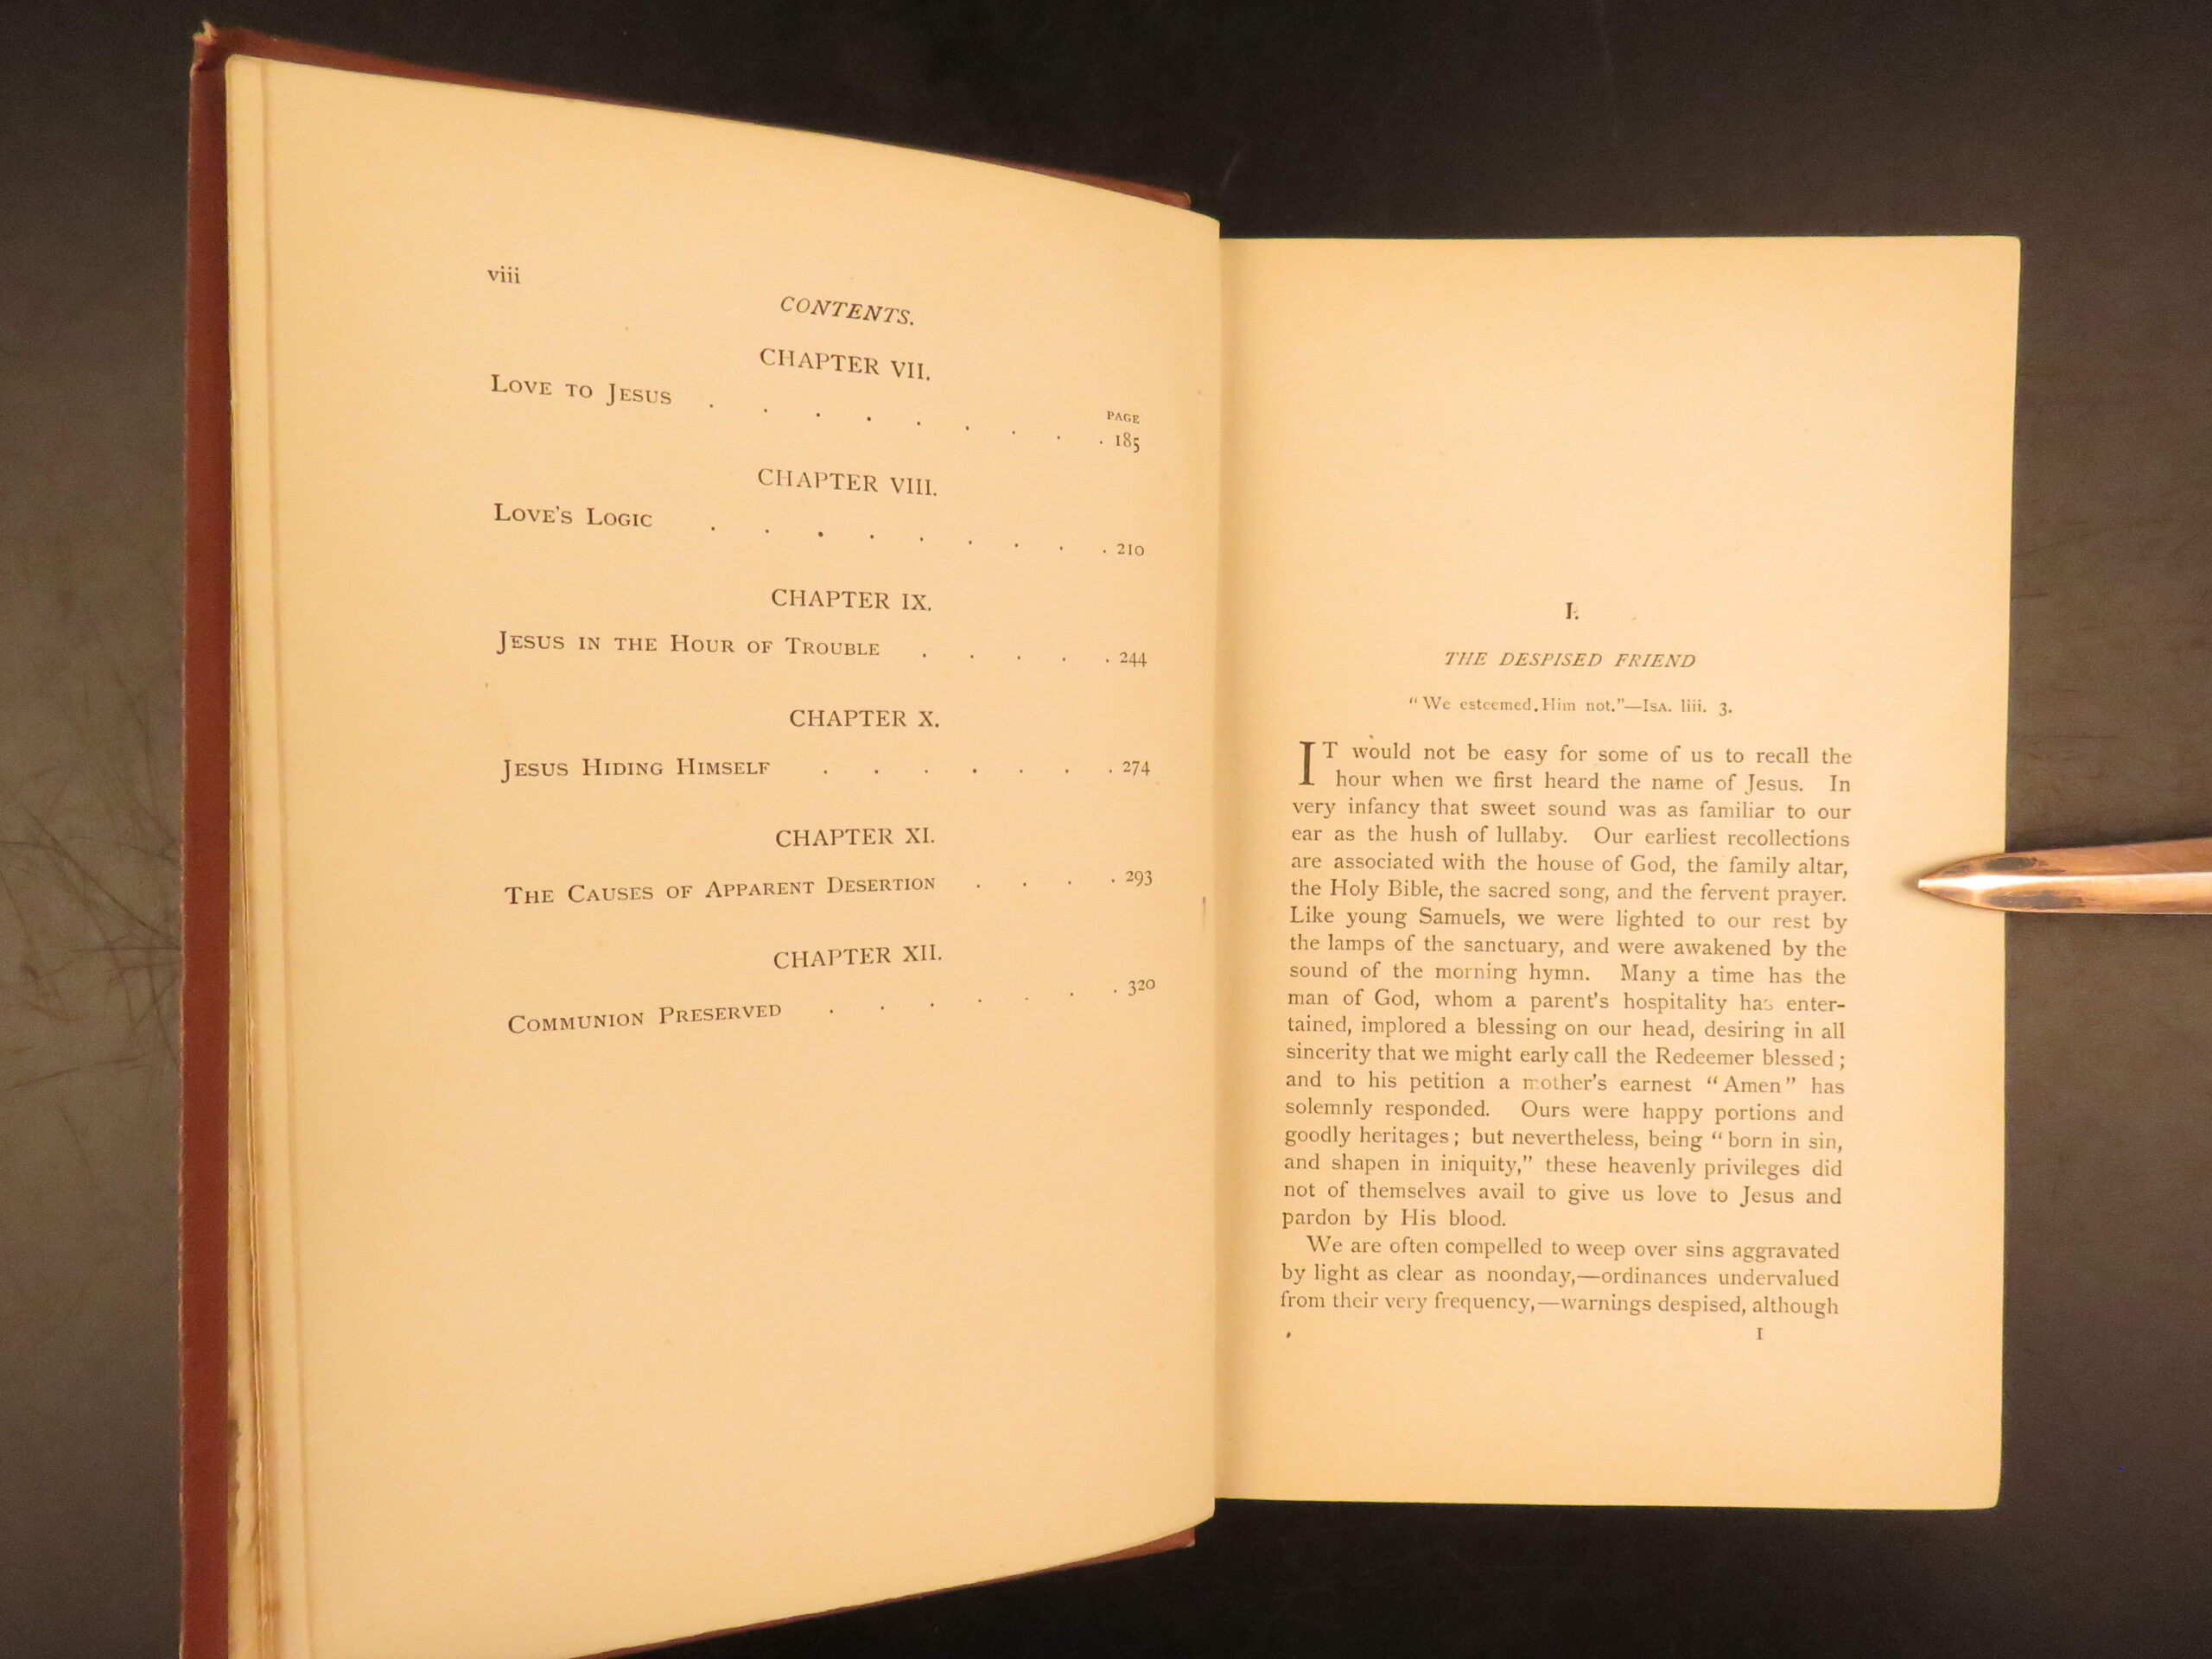 viii
CONTENTS.
CHAPTER VII.
PAGE
LOVE TO JESUS . . . . . . . . . 185
CHAPTER VIII.
LOVE'S LOGIC . . . . . . . . . 210
CHAPTER IX.
JESUS IN THE HOUR OF TROUBLE . . . . . 244
CHAPTER X.
JESUS HIDING HIMSELF . . . . . . . 274
CHAPTER XI.
THE CAUSES OF APPARENT DESERTION . . . . 293
CHAPTER XII.
COMMUNION PRESERVED . . . . . . . 320
I.
THE DESPISED FRIEND
"We esteemed Him not."—ISA. liii. 3.
IT would not be easy for some of us to recall the
hour when we first heard the name of Jesus. In
very infancy that sweet sound was as familiar to our
ear as the hush of lullaby. Our earliest recollections
are associated with the house of God, the family altar,
the Holy Bible, the sacred song, and the fervent prayer.
Like young Samuels, we were lighted to our rest by
the lamps of the sanctuary, and were awakened by the
sound of the morning hymn. Many a time has the
man of God, whom a parent's hospitality has enter-
tained, implored a blessing on our head, desiring in all
sincerity that we might early call the Redeemer blessed;
and to his petition a mother's earnest "Amen" has
solemnly responded. Ours were happy portions and
goodly heritages; but nevertheless, being "born in sin,
and shapen in iniquity," these heavenly privileges did
not of themselves avail to give us love to Jesus and
pardon by His blood.
We are often compelled to weep over sins aggravated
by light as clear as noonday,—ordinances undervalued
from their very frequency,—warnings despised, although
I